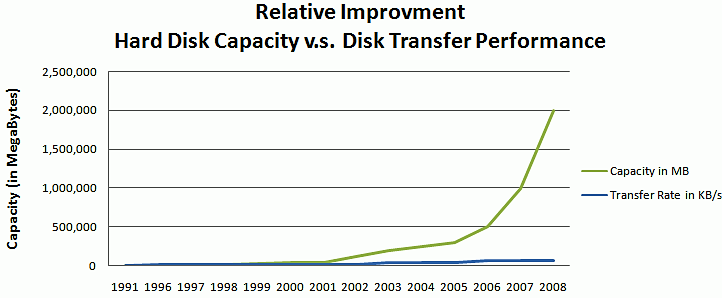 Relative Improvment
Hard Disk Capacity v.s. Disk Transfer Performance
Capacity (in MegaBytes)
2,500,000
2,000,000
1,500,000
1,000,000
500,000
0
Capacity in MB
Transfer Rate in KB/s
1991 1996 1997 1998 1999 2000 2001 2002 2003 2004 2005 2006 2007 2008